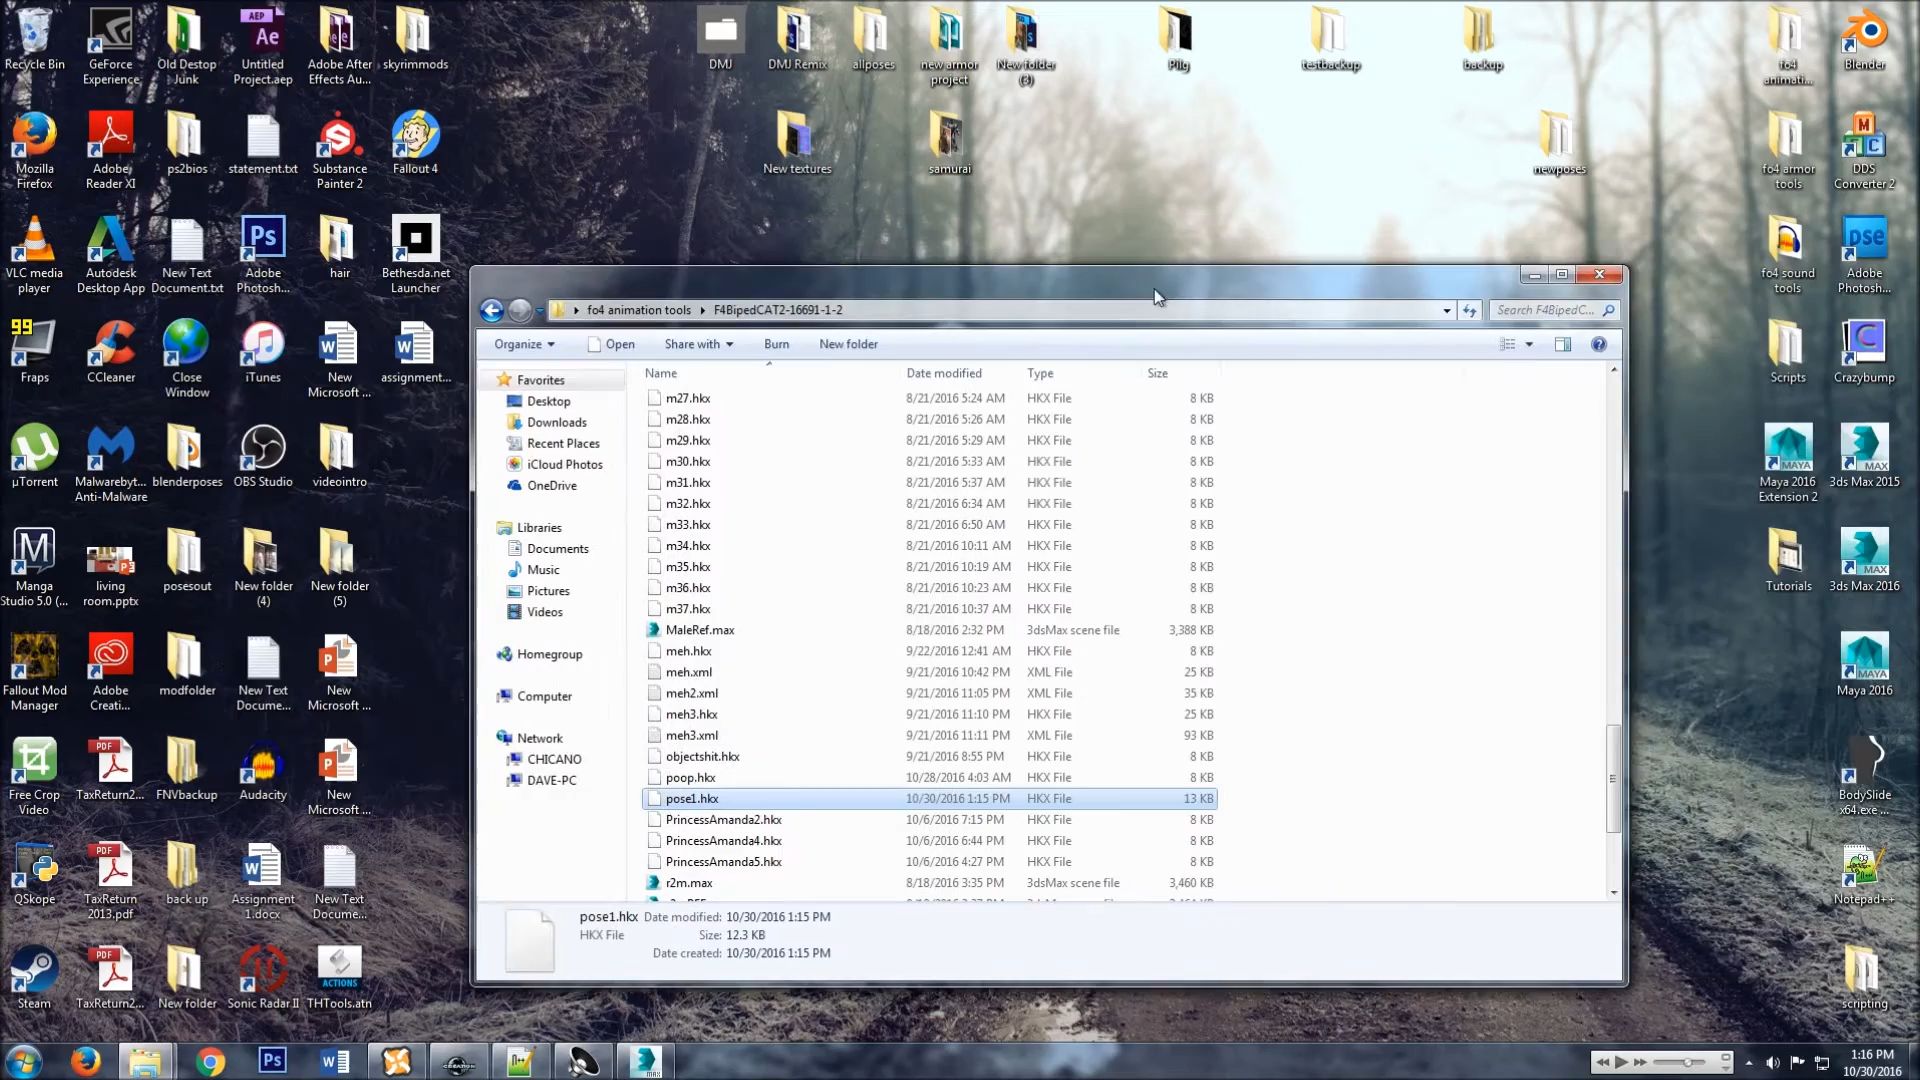 Recycle Bin
GeForce
Experience
Old Destop
Junk
AEP
Ae
Untitled
Project.aep
Adobe After
Effects Au...
skyrimmods
DMJ
DMJ Remix
allposes
new armor
project
New folder
(3)
Pilg
testbackup
backup
fo4
animati...
Blender
Mozilla
Firefox
Adobe
Reader XI
ps2bios
statement.txt
Substance
Painter 2
Fallout 4
New textures
samurai
newposes
fo4 armor
tools
M
C
DDS
Converter 2
VLC media
player
Autodesk
Desktop App
New Text
Document.txt
Ps
Adobe
Photosh...
hair
Bethesda.net
Launcher
fo4 sound
tools
pse
Adobe
Photosh...
99
Fraps
CCleaner
Close
Window
iTunes
New
Microsoft ...
assignment...
Scripts
Crazybump
µTorrent
Malwarebyt...
Anti-Malware
blenderposes
OBS Studio
videointro
MAYA
Maya 2016
Extension 2
MAX
3ds Max 2015
Manga
Studio 5.0 (...
living
room.pptx
posesout
New folder
(4)
New folder
(5)
Tutorials
MAX
3ds Max 2016
Fallout Mod
Manager
Adobe
Creati...
modfolder
New Text
Docume...
New
Microsoft ...
MAYA
Maya 2016
Free Crop
Video
PDF
TaxReturn2...
FNVbackup
Audacity
New
Microsoft ...
BodySlide
x64.exe ...
QSkope
PDF
TaxReturn
2013.pdf
back up
Assignment
1.docx
New Text
Docume...
Notepad++
Steam
PDF
TaxReturn2...
New folder
Sonic Radar II
ACTIONS
THTools.atn
scripting
fo4 animation tools
F4BipedCAT2-16691-1-2
Search F4BipedC...
Organize
Open
Share with
Burn
New folder
Favorites
Desktop
Downloads
Recent Places
iCloud Photos
OneDrive
Libraries
Documents
Music
Pictures
Videos
Homegroup
Computer
Network
CHICANO
DAVE-PC
Name Date modified Type Size
m27.hkx 8/21/2016 5:24 AM HKX File 8 KB
m28.hkx 8/21/2016 5:26 AM HKX File 8 KB
m29.hkx 8/21/2016 5:29 AM HKX File 8 KB
m30.hkx 8/21/2016 5:33 AM HKX File 8 KB
m31.hkx 8/21/2016 5:37 AM HKX File 8 KB
m32.hkx 8/21/2016 6:34 AM HKX File 8 KB
m33.hkx 8/21/2016 6:50 AM HKX File 8 KB
m34.hkx 8/21/2016 10:11 AM HKX File 8 KB
m35.hkx 8/21/2016 10:19 AM HKX File 8 KB
m36.hkx 8/21/2016 10:23 AM HKX File 8 KB
m37.hkx 8/21/2016 10:37 AM HKX File 8 KB
MaleRef.max 8/18/2016 2:32 PM 3dsMax scene file 3,388 KB
meh.hkx 9/22/2016 12:41 AM HKX File 8 KB
meh.xml 9/21/2016 10:42 PM XML File 25 KB
meh2.xml 9/21/2016 11:05 PM XML File 35 KB
meh3.hkx 9/21/2016 11:10 PM HKX File 25 KB
meh3.xml 9/21/2016 11:11 PM XML File 93 KB
objectshit.hkx 9/21/2016 8:55 PM HKX File 8 KB
poop.hkx 10/28/2016 4:03 AM HKX File 8 KB
pose1.hkx 10/30/2016 1:15 PM HKX File 13 KB
PrincessAmanda2.hkx 10/6/2016 7:15 PM HKX File 8 KB
PrincessAmanda4.hkx 10/6/2016 6:44 PM HKX File 8 KB
PrincessAmanda5.hkx 10/6/2016 4:27 PM HKX File 8 KB
r2m.max 8/18/2016 3:35 PM 3dsMax scene file 3,460 KB
pose1.hkx Date modified: 10/30/2016 1:15 PM
HKX File Size: 12.3 KB
Date created: 10/30/2016 1:15 PM
Ps
MAX
1:16 PM
10/30/2016